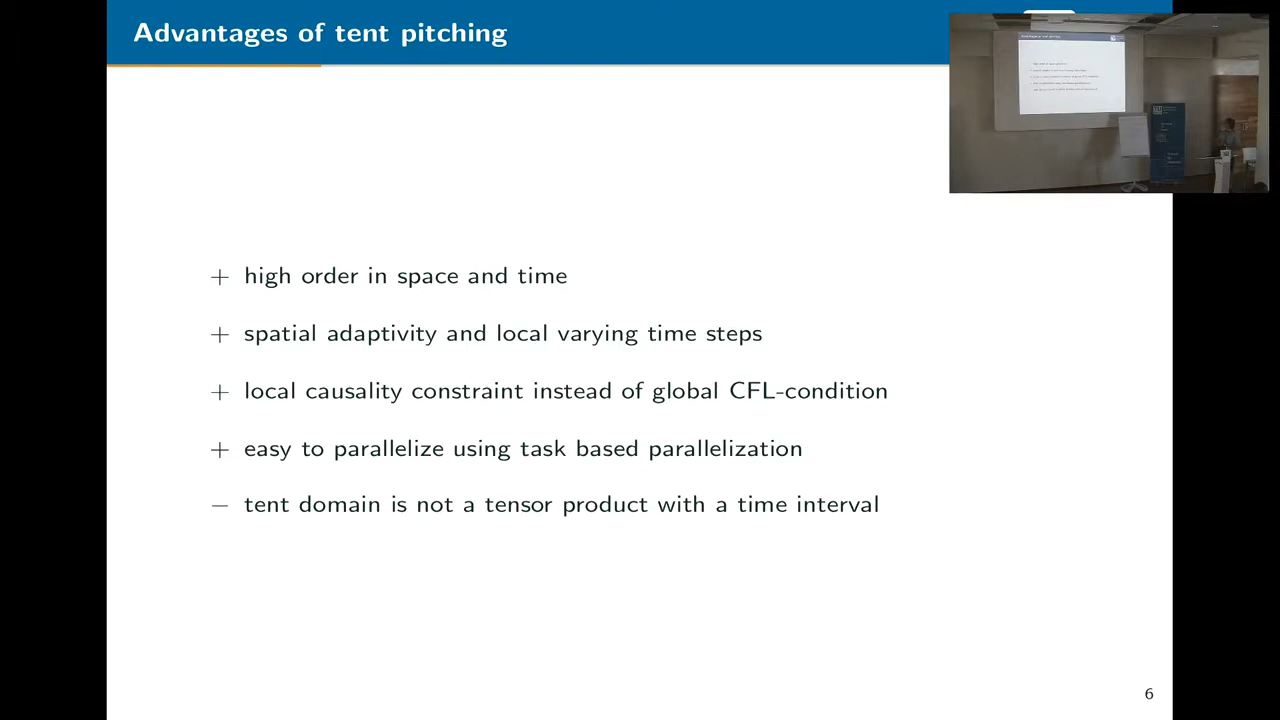 Advantages of tent pitching
+ high order in space and time
+ spatial adaptivity and local varying time steps
+ local causality constraint instead of global CFL-condition
+ easy to parallelize using task based parallelization
− tent domain is not a tensor product with a time interval
6